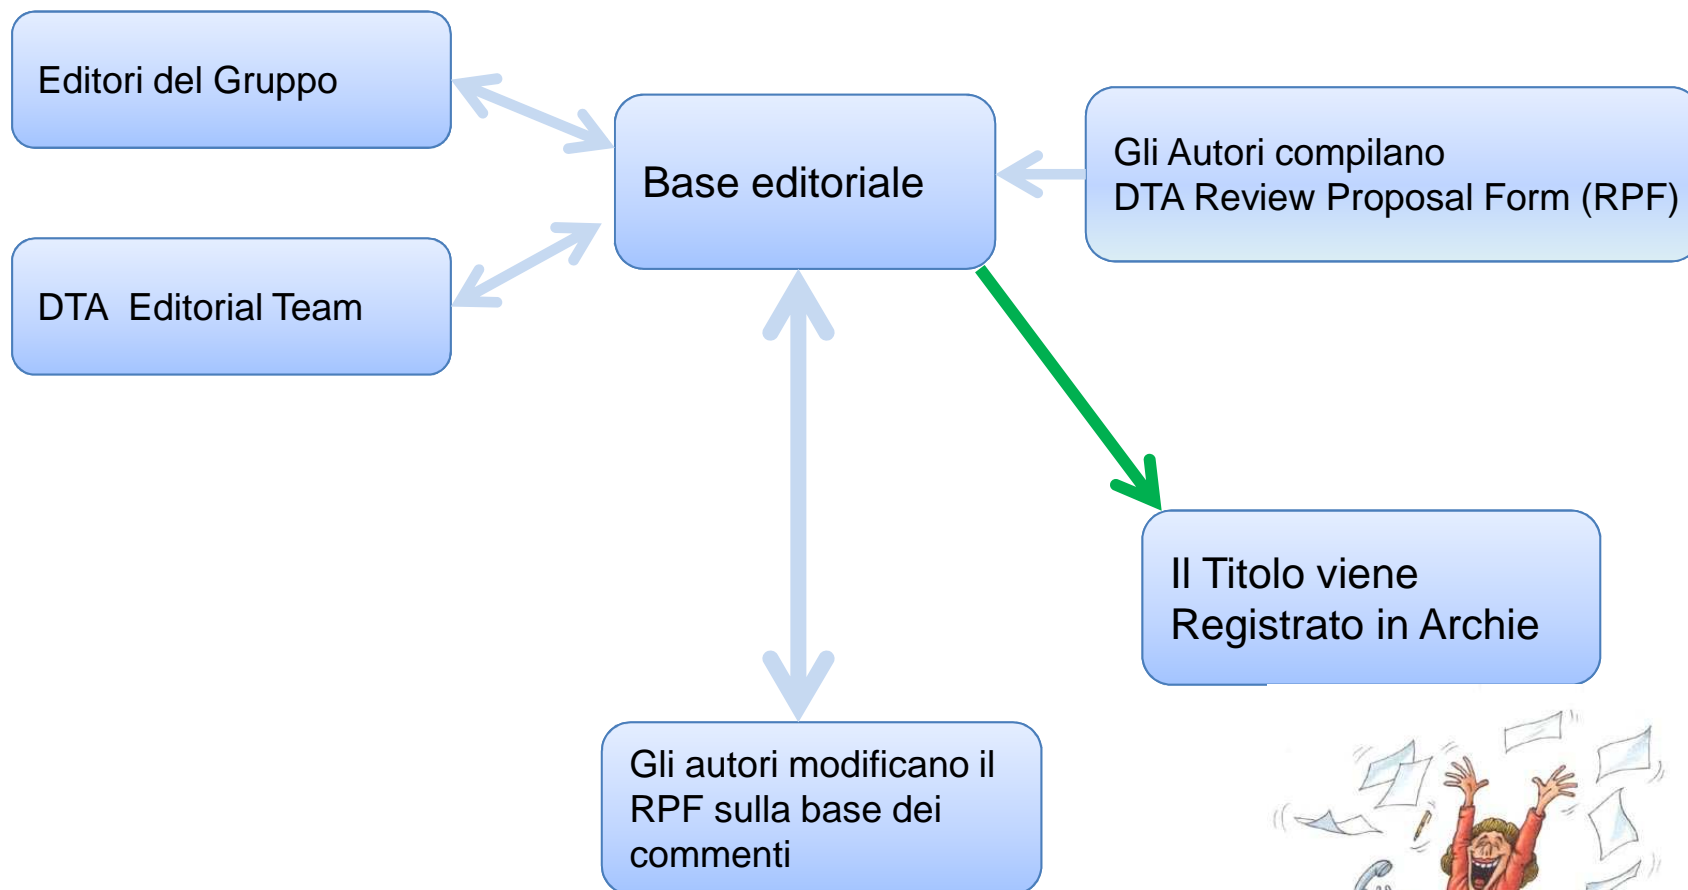 Editori del Gruppo
Base editoriale
Gli Autori compilano
DTA Review Proposal Form (RPF)
DTA Editorial Team
Il Titolo viene
Registrato in Archie
Gli autori modificano il
RPF sulla base dei
commenti